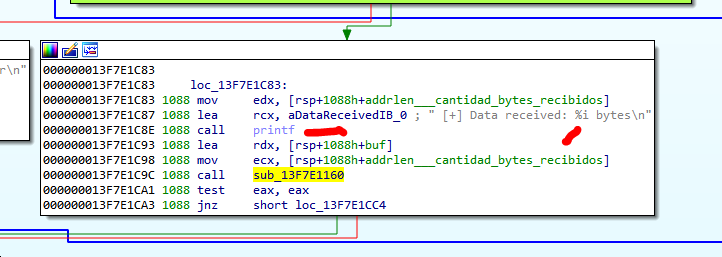 r\n"
000000013F7E1C83
000000013F7E1C83 loc_13F7E1C83:
000000013F7E1C83 1088 mov edx, [rsp+1088h+addrlen___cantidad_bytes_recibidos]
000000013F7E1C87 1088 lea rcx, aDataReceivedIB_0 ; " [+] Data received: %i bytes\n"
000000013F7E1C8E 1088 call printf
000000013F7E1C93 1088 lea rdx, [rsp+1088h+buf]
000000013F7E1C98 1088 mov ecx, [rsp+1088h+addrlen___cantidad_bytes_recibidos]
000000013F7E1C9C 1088 call sub_13F7E1160
000000013F7E1CA1 1088 test eax, eax
000000013F7E1CA3 1088 jnz short loc_13F7E1CC4